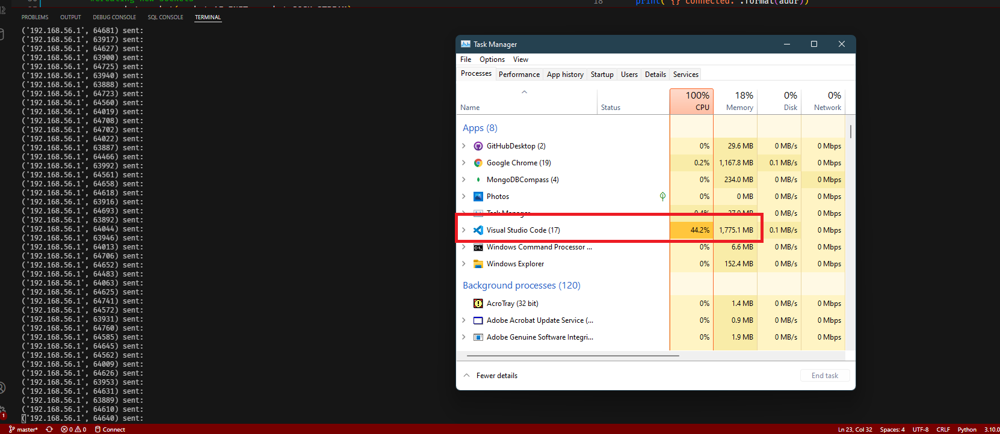 #creating new sockets
18 print( '{} connected. '.format(addr))
PROBLEMS OUTPUT DEBUG CONSOLE SQL CONSOLE TERMINAL
('192.168.56.1', 64681) sent:
('192.168.56.1', 63917) sent:
('192.168.56.1', 64627) sent:
('192.168.56.1', 63900) sent:
('192.168.56.1', 64725) sent:
('192.168.56.1', 63940) sent:
('192.168.56.1', 63888) sent:
('192.168.56.1', 64723) sent:
('192.168.56.1', 64560) sent:
('192.168.56.1', 64019) sent:
('192.168.56.1', 64708) sent:
('192.168.56.1', 64702) sent:
('192.168.56.1', 64022) sent:
('192.168.56.1', 63887) sent:
('192.168.56.1', 64466) sent:
('192.168.56.1', 63992) sent:
('192.168.56.1', 64561) sent:
('192.168.56.1', 64658) sent:
('192.168.56.1', 64618) sent:
('192.168.56.1', 63916) sent:
('192.168.56.1', 64693) sent:
('192.168.56.1', 63892) sent:
('192.168.56.1', 64044) sent:
('192.168.56.1', 63946) sent:
('192.168.56.1', 64013) sent:
('192.168.56.1', 64706) sent:
('192.168.56.1', 64652) sent:
('192.168.56.1', 64483) sent:
('192.168.56.1', 64063) sent:
('192.168.56.1', 64625) sent:
('192.168.56.1', 64741) sent:
('192.168.56.1', 64572) sent:
('192.168.56.1', 63931) sent:
('192.168.56.1', 64760) sent:
('192.168.56.1', 64585) sent:
('192.168.56.1', 64645) sent:
('192.168.56.1', 64562) sent:
('192.168.56.1', 64009) sent:
('192.168.56.1', 64626) sent:
('192.168.56.1', 63953) sent:
('192.168.56.1', 64631) sent:
('192.168.56.1', 63889) sent:
('192.168.56.1', 64610) sent:
('192.168.56.1', 64640) sent:
Task Manager
File Options View
Processes Performance App history Startup Users Details Services
100% 18% 0% 0%
Name Status CPU Memory Disk Network
Apps (8)
GitHubDesktop (2) 0% 29.6 MB 0 MB/s 0 Mbps
Google Chrome (19) 0.2% 1,167.8 MB 0.1 MB/s 0 Mbps
MongoDBCompass (4) 0% 234.0 MB 0 MB/s 0 Mbps
Photos 0% 0 MB 0 MB/s 0 Mbps
Task Manager 0.4% 27.9 MB 0 MB/s 0 Mbps
Visual Studio Code (17) 44.2% 1,775.1 MB 0.1 MB/s 0 Mbps
Windows Command Processor ... 0% 6.6 MB 0 MB/s 0 Mbps
Windows Explorer 0% 152.4 MB 0 MB/s 0 Mbps
Background processes (120)
AcroTray (32 bit) 0% 1.4 MB 0 MB/s 0 Mbps
Adobe Acrobat Update Service (... 0% 0.9 MB 0 MB/s 0 Mbps
Adobe Genuine Software Integri... 0% 1.9 MB 0 MB/s 0 Mbps
Fewer details End task
1
master* 0 0 Connect Ln 23, Col 32 Spaces: 4 UTF-8 CRLF Python 3.10.0